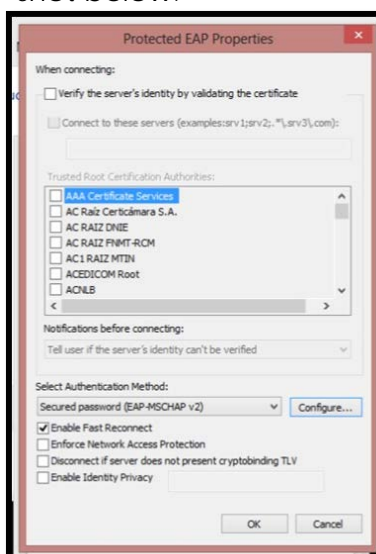 shot below.
Protected EAP Properties
When connecting:
Verify the server's identity by validating the certificate
Connect to these servers (examples:srv1;srv2;.*\.srv3\.com):
Trusted Root Certification Authorities:
AAA Certificate Services
AC Raíz Certicámara S.A.
AC RAIZ DNIE
AC RAIZ FNMT-RCM
AC1 RAIZ MTIN
ACEDICOM Root
ACNLB
Notifications before connecting:
Tell user if the server's identity can't be verified
Select Authentication Method:
Secured password (EAP-MSCHAP v2)
Configure...
Enable Fast Reconnect
Enforce Network Access Protection
Disconnect if server does not present cryptobinding TLV
Enable Identity Privacy
OK Cancel